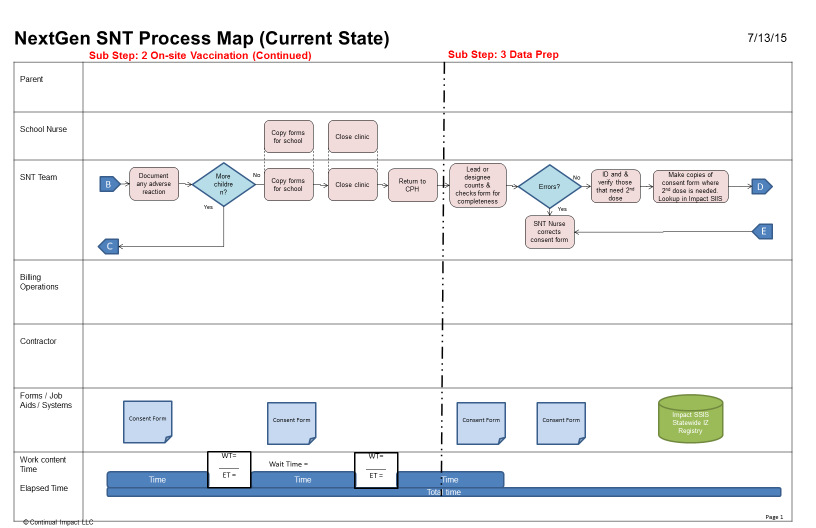 NextGen SNT Process Map (Current State)
7/13/15
Sub Step: 2 On-site Vaccination (Continued)
Sub Step: 3 Data Prep
Parent
School Nurse
Copy forms
for school
Close clinic
SNT Team
B
Document
any adverse
reaction
More
childre
n?
No
Yes
Copy forms
for school
Close clinic
Return to
CPH
Lead or
designee
counts &
checks form for
completeness
Errors?
No
Yes
ID and &
verify those
that need 2nd
dose
Make copies of
consent form where
2nd dose is needed.
Lookup in Impact SIIS
D
SNT Nurse
corrects
consent form
E
C
Billing
Operations
Contractor
Forms / Job
Aids / Systems
Consent Form
Consent Form
Consent Form
Consent Form
Impact SSIS
Statewide IZ
Registry
Work content
Time
WT=
ET =
Wait Time =
WT=
ET =
Time
Time
Time
Elapsed Time
Total time
Page 1
© Continual Impact LLC